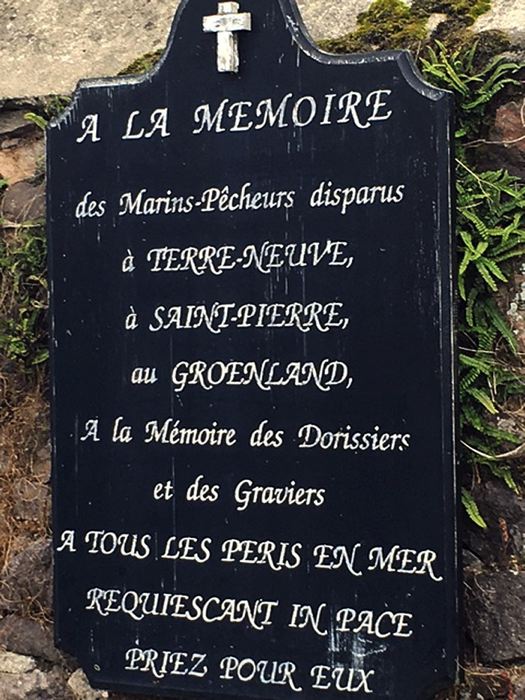 A LA MEMOIRE
des Marins-Pêcheurs disparus
à TERRE-NEUVE,
à SAINT-PIERRE,
au GROENLAND,
A la Mémoire des Dorissiers
et des Graviers
A TOUS LES PERIS EN MER
REQUIESCANT IN PACE
PRIEZ POUR EUX